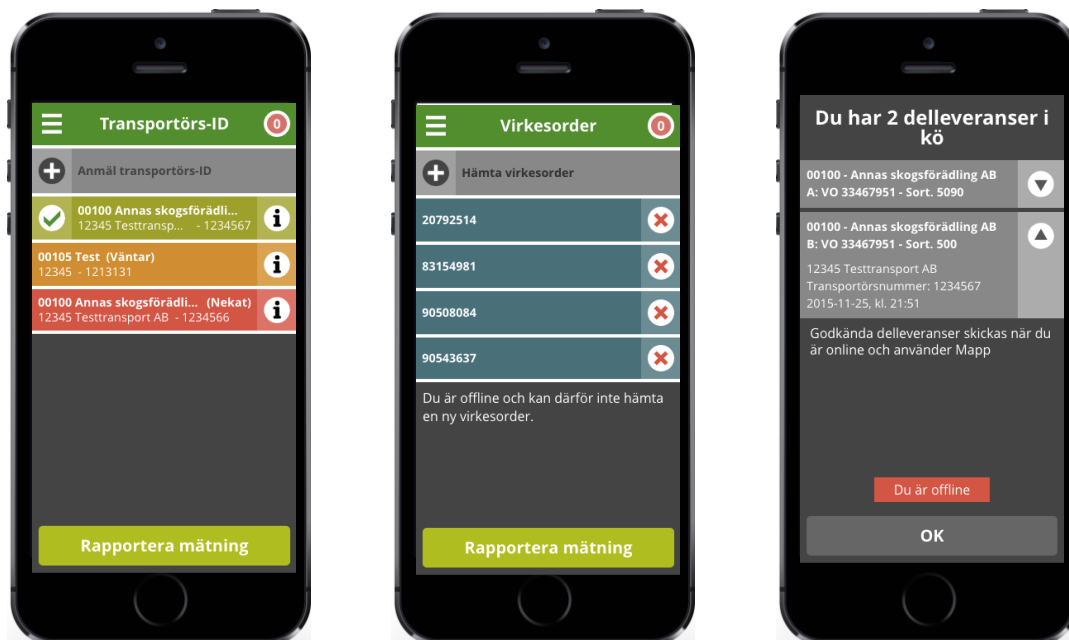 Transportörs-ID
0
Anmäl transportörs-ID
00100 Annas skogsförädli...
12345 Testtransp... - 1234567
00105 Test (Väntar)
12345 - 1213131
00100 Annas skogsförädli... (Nekat)
12345 Testtransport AB - 1234566
Rapportera mätning
Virkesorder
0
Hämta virkesorder
20792514
83154981
90508084
90543637
Du är offline och kan därför inte hämta
en ny virkesorder.
Rapportera mätning
Du har 2 delleveranser i
kö
00100 - Annas skogsförädling AB
A: VO 33467951 - Sort. 5090
00100 - Annas skogsförädling AB
B: VO 33467951 - Sort. 500
12345 Testtransport AB
Transportörsnummer: 1234567
2015-11-25, kl. 21:51
Godkända delleveranser skickas när du
är online och använder Mapp
Du är offline
OK